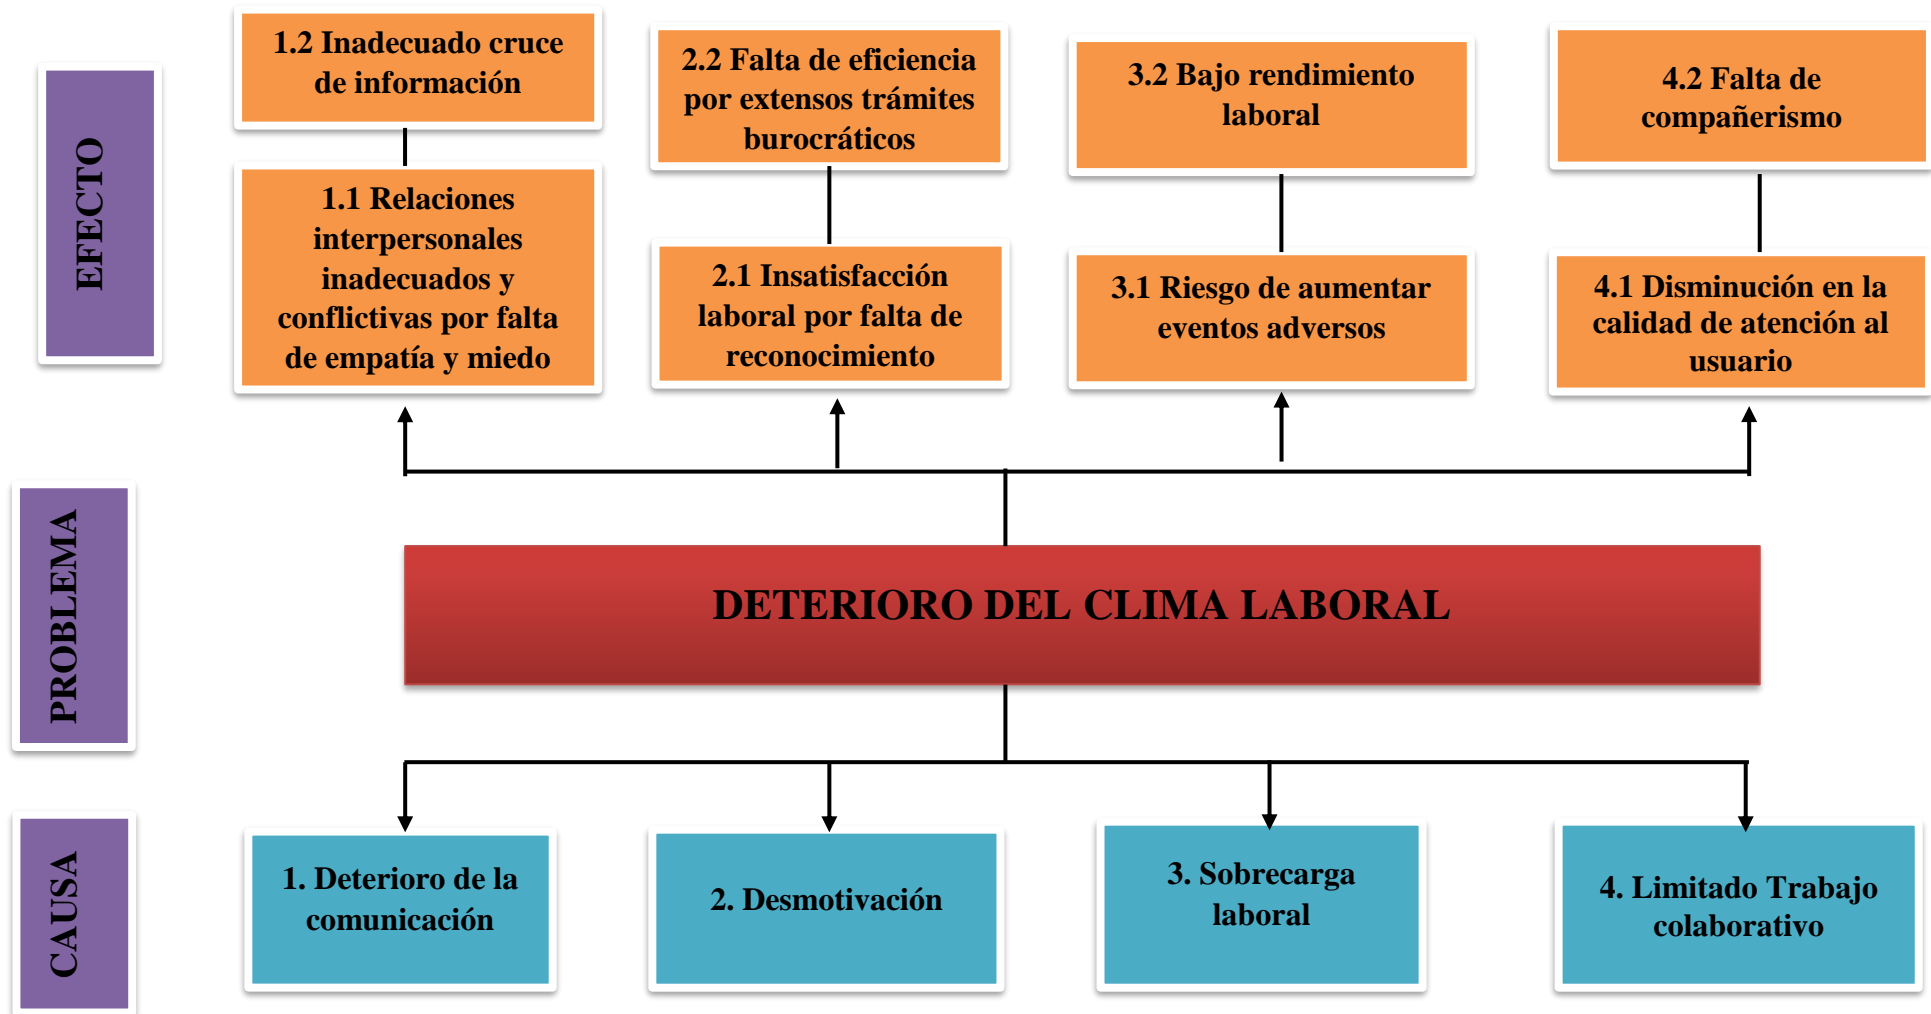 EFECTO
1.2 Inadecuado cruce
de información
2.2 Falta de eficiencia
por extensos trámites
burocráticos
3.2 Bajo rendimiento
laboral
4.2 Falta de
compañerismo
1.1 Relaciones
interpersonales
inadecuados y
conflictivas por falta
de empatía y miedo
2.1 Insatisfacción
laboral por falta de
reconocimiento
3.1 Riesgo de aumentar
eventos adversos
4.1 Disminución en la
calidad de atención al
usuario
PROBLEMA
DETERIORO DEL CLIMA LABORAL
CAUSA
1. Deterioro de la
comunicación
2. Desmotivación
3. Sobrecarga
laboral
4. Limitado Trabajo
colaborativo